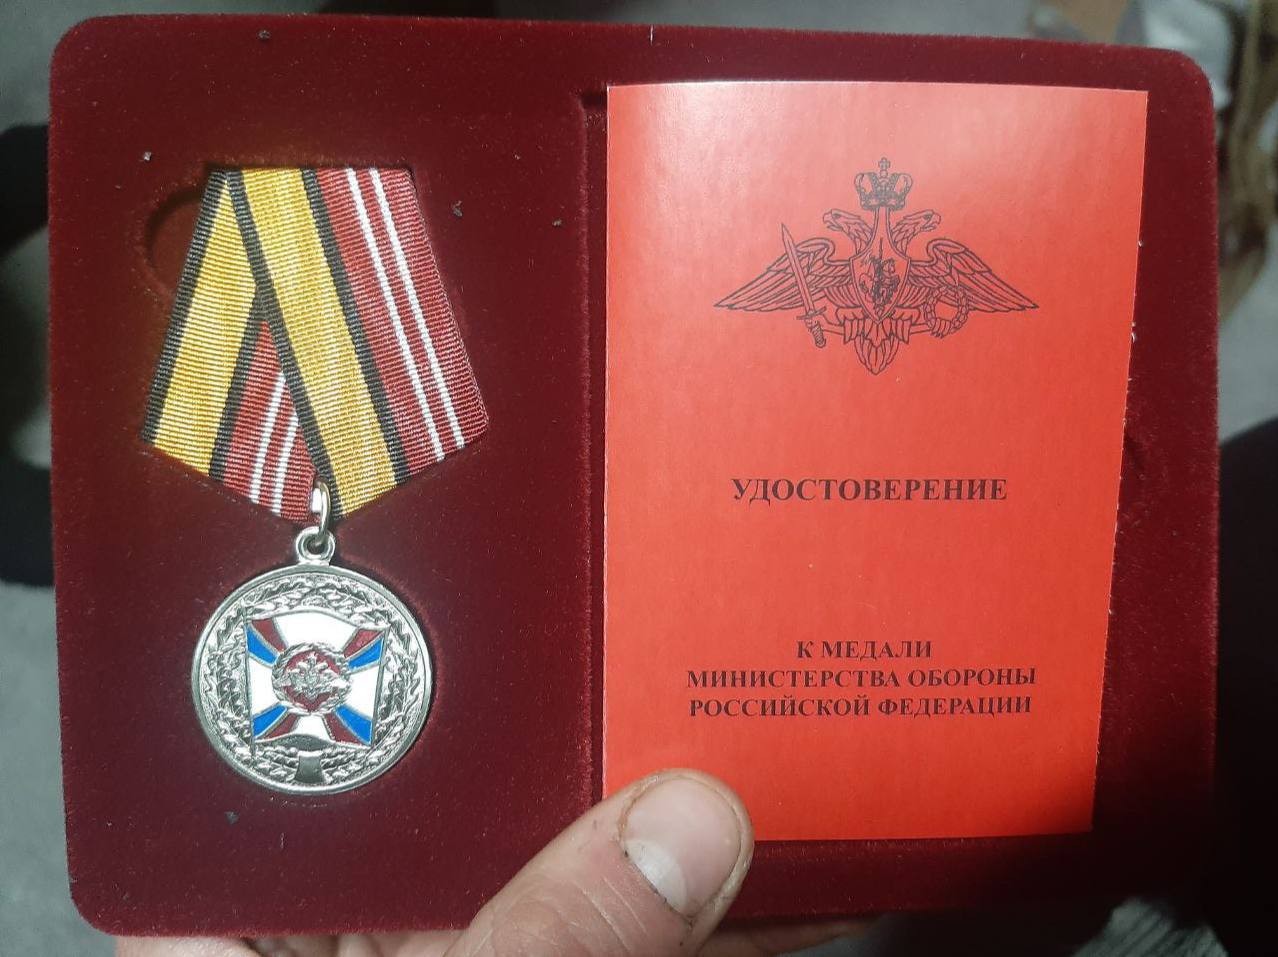 УДОСТОВЕРЕНИЕ
К МЕДАЛИ
МИНИСТЕРСТВА ОБОРОНЫ
РОССИЙСКОЙ ФЕДЕРАЦИИ